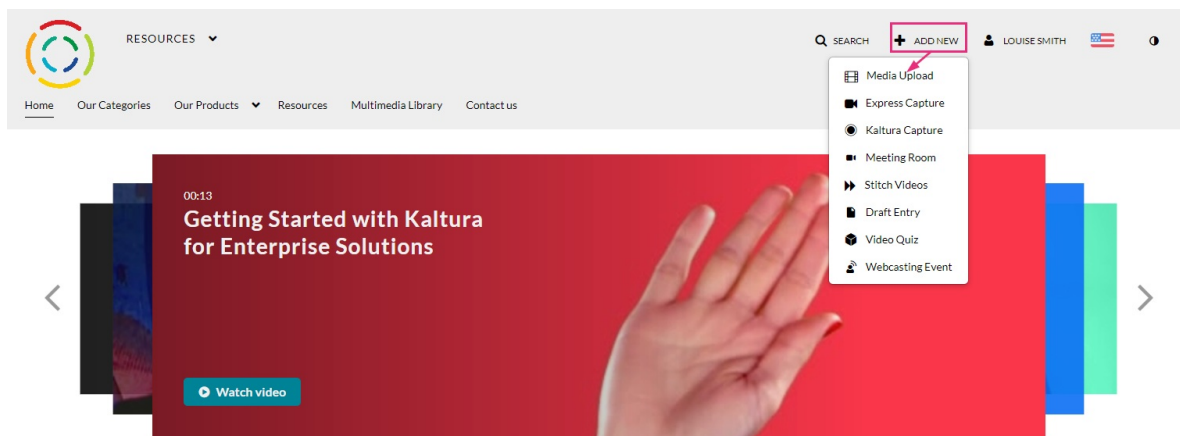 RESOURCES
SEARCH
ADD NEW
LOUISE SMITH
Home
Our Categories
Our Products
Resources
Multimedia Library
Contact us
Media Upload
Express Capture
Kaltura Capture
Meeting Room
Stitch Videos
Draft Entry
Video Quiz
Webcasting Event
00:13
Getting Started with Kaltura
for Enterprise Solutions
Watch video